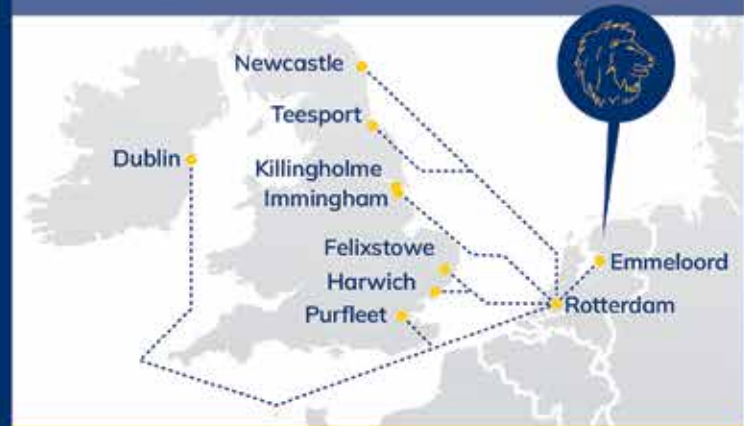 Newcastle
Teesport
Dublin
Killingholme
Immingham
Felixstowe
Harwich
Purfleet
Emmeloord
Rotterdam